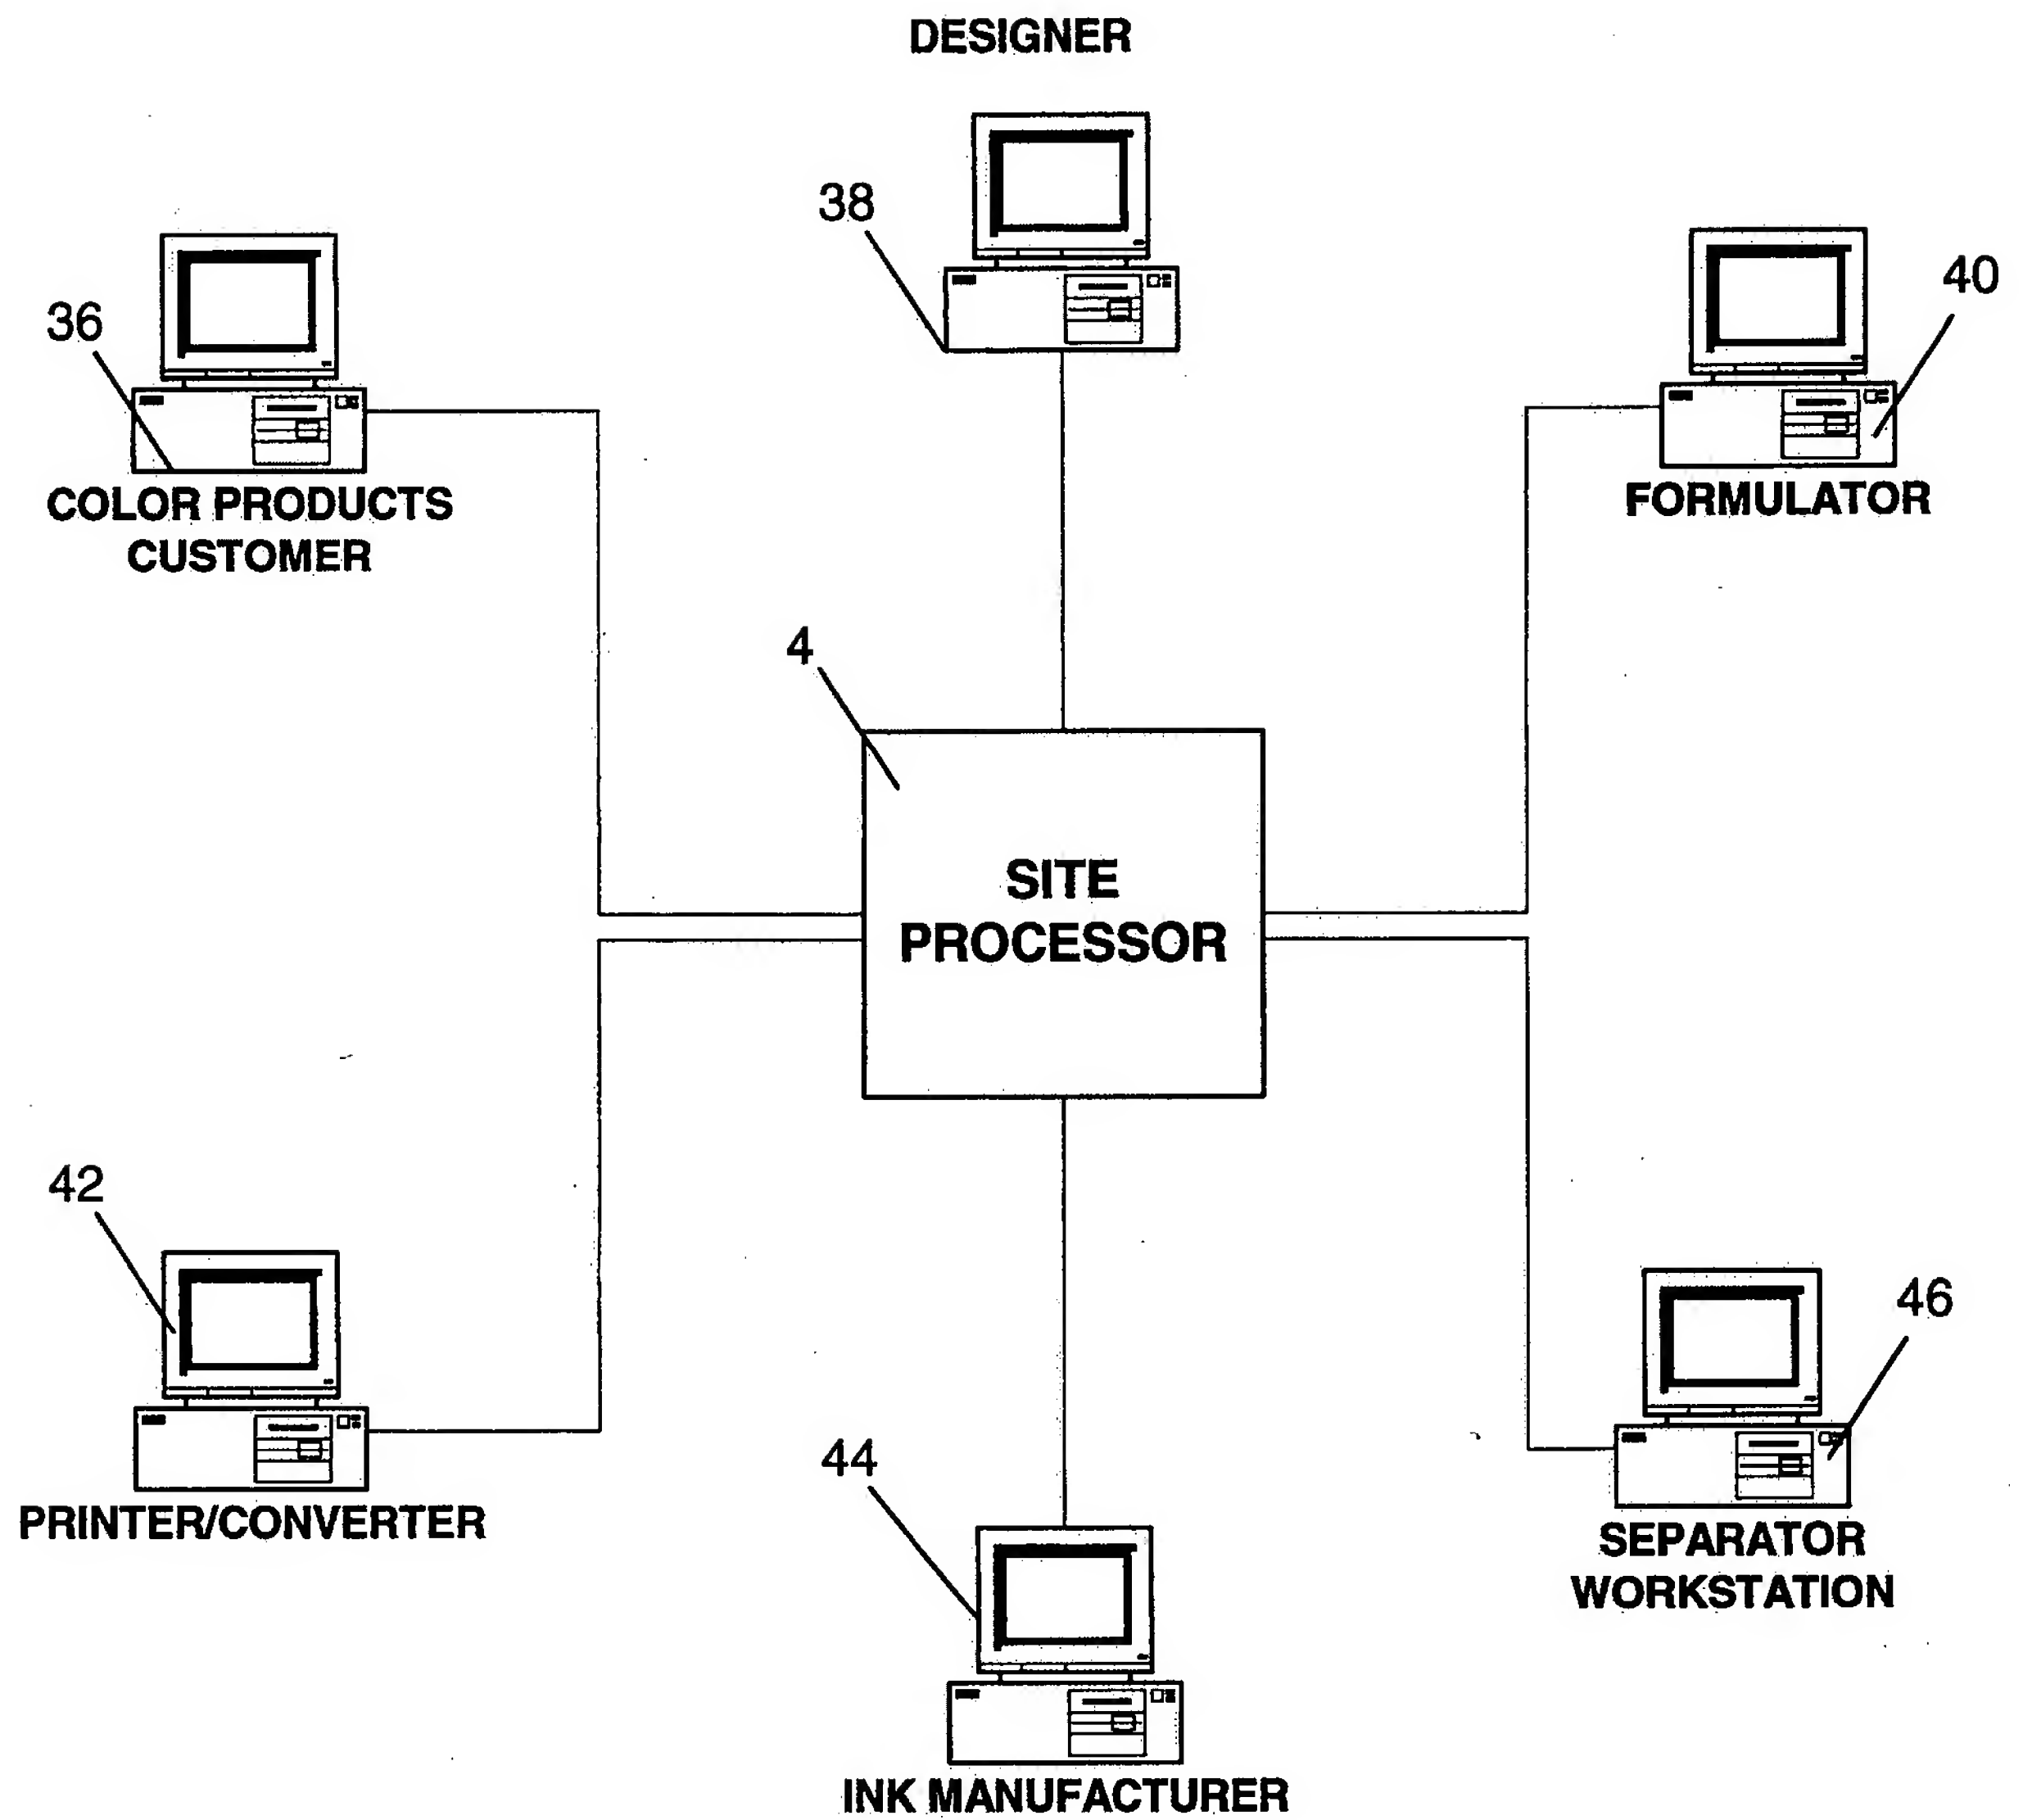 DESIGNER
38
36
40
COLOR PRODUCTS
CUSTOMER
FORMULATOR
4
SITE
PROCESSOR
42
46
PRINTER/CONVERTER
44
SEPARATOR
WORKSTATION
INK MANUFACTURER